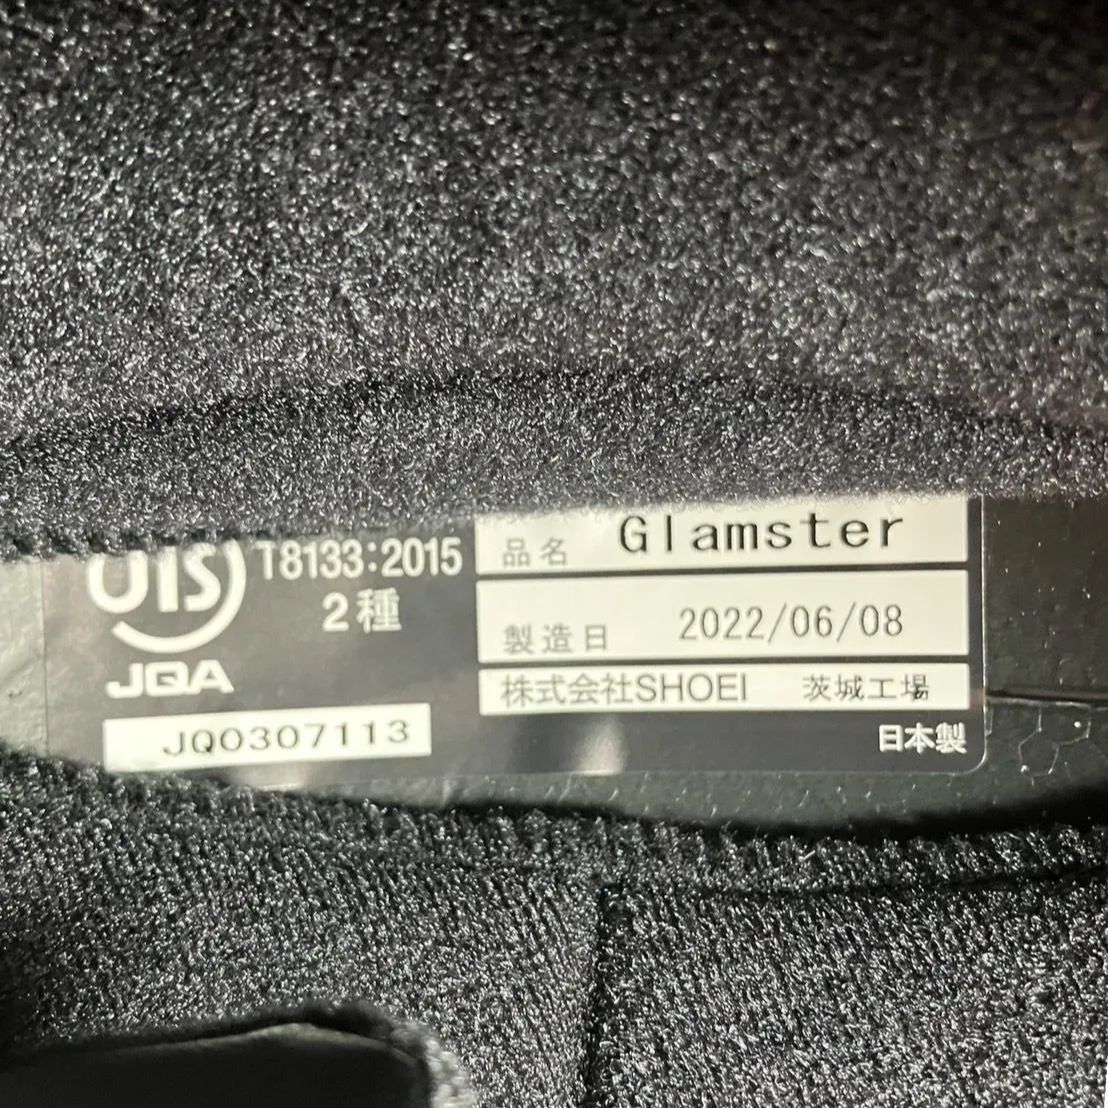 JIS T8133:2015
2種
JQA
JQ0307113
品名 Glamster
製造日 2022/06/08
株式会社SHOEI 茨城工場
日本製